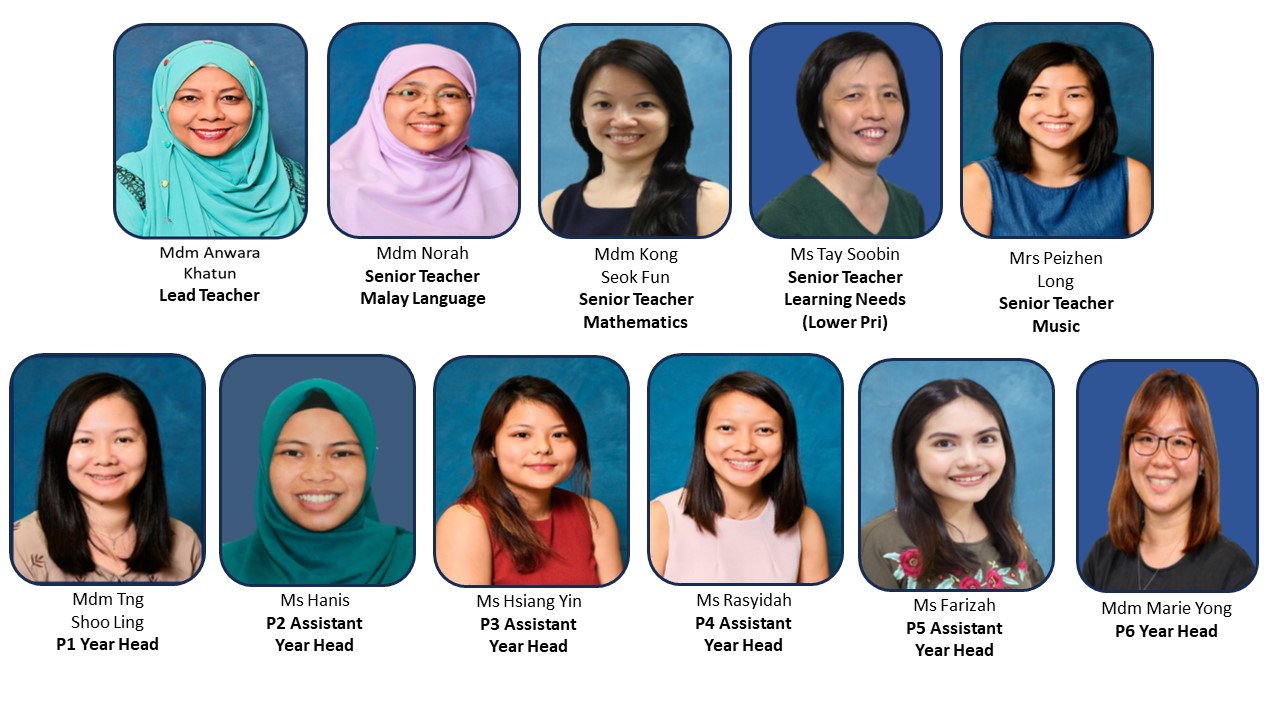 Mdm Anwara
Khatun
Lead Teacher
Mdm Norah
Senior Teacher
Malay Language
Mdm Kong
Seok Fun
Senior Teacher
Mathematics
Ms Tay Soobin
Senior Teacher
Learning Needs
(Lower Pri)
Mrs Peizhen
Long
Senior Teacher
Music
Mdm Tng
Shoo Ling
P1 Year Head
Ms Hanis
P2 Assistant
Year Head
Ms Hsiang Yin
P3 Assistant
Year Head
Ms Rasyidah
P4 Assistant
Year Head
Ms Farizah
P5 Assistant
Year Head
Mdm Marie Yong
P6 Year Head